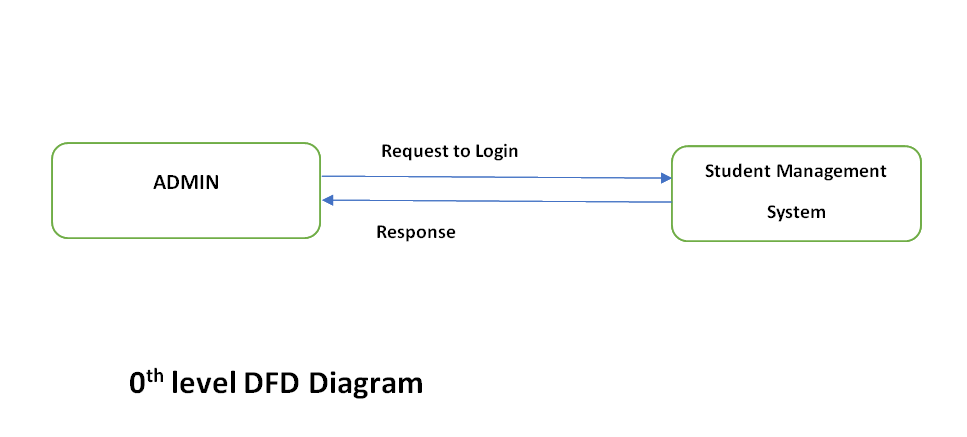 Request to Login
ADMIN
Student Management
System
Response
0th level DFD Diagram